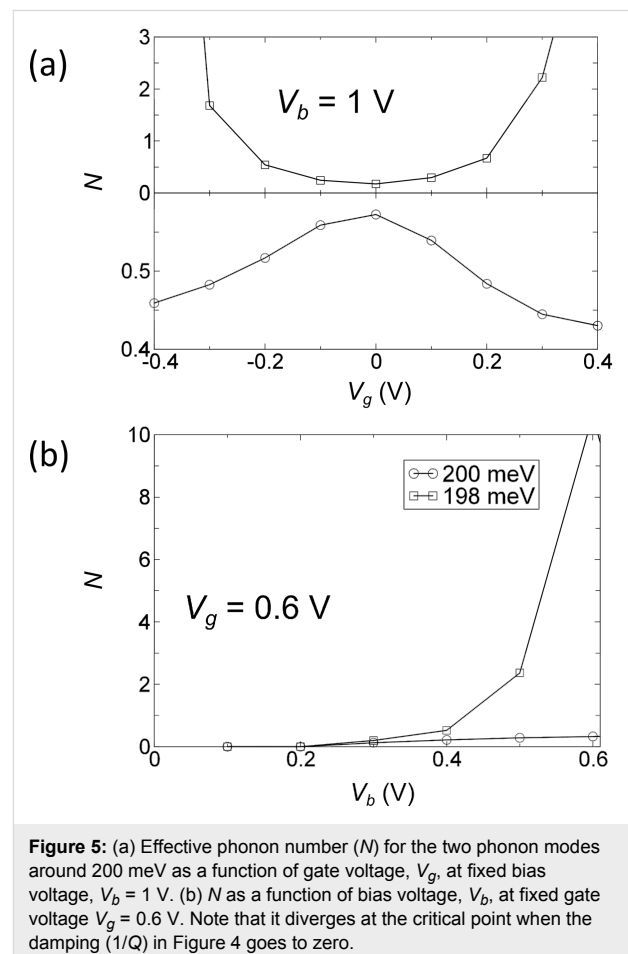 (a)
3
2
1
0
N
V_b = 1 V
0.5
0.4
-0.4 -0.2 0 0.2 0.4
V_g (V)
(b)
10
8
6
4
2
0
N
200 meV
198 meV
V_g = 0.6 V
0 0.2 0.4 0.6
V_b (V)
Figure 5: (a) Effective phonon number (N) for the two phonon modes
around 200 meV as a function of gate voltage, V_g, at fixed bias
voltage, V_b = 1 V. (b) N as a function of bias voltage, V_b, at fixed gate
voltage V_g = 0.6 V. Note that it diverges at the critical point when the
damping (1/Q) in Figure 4 goes to zero.